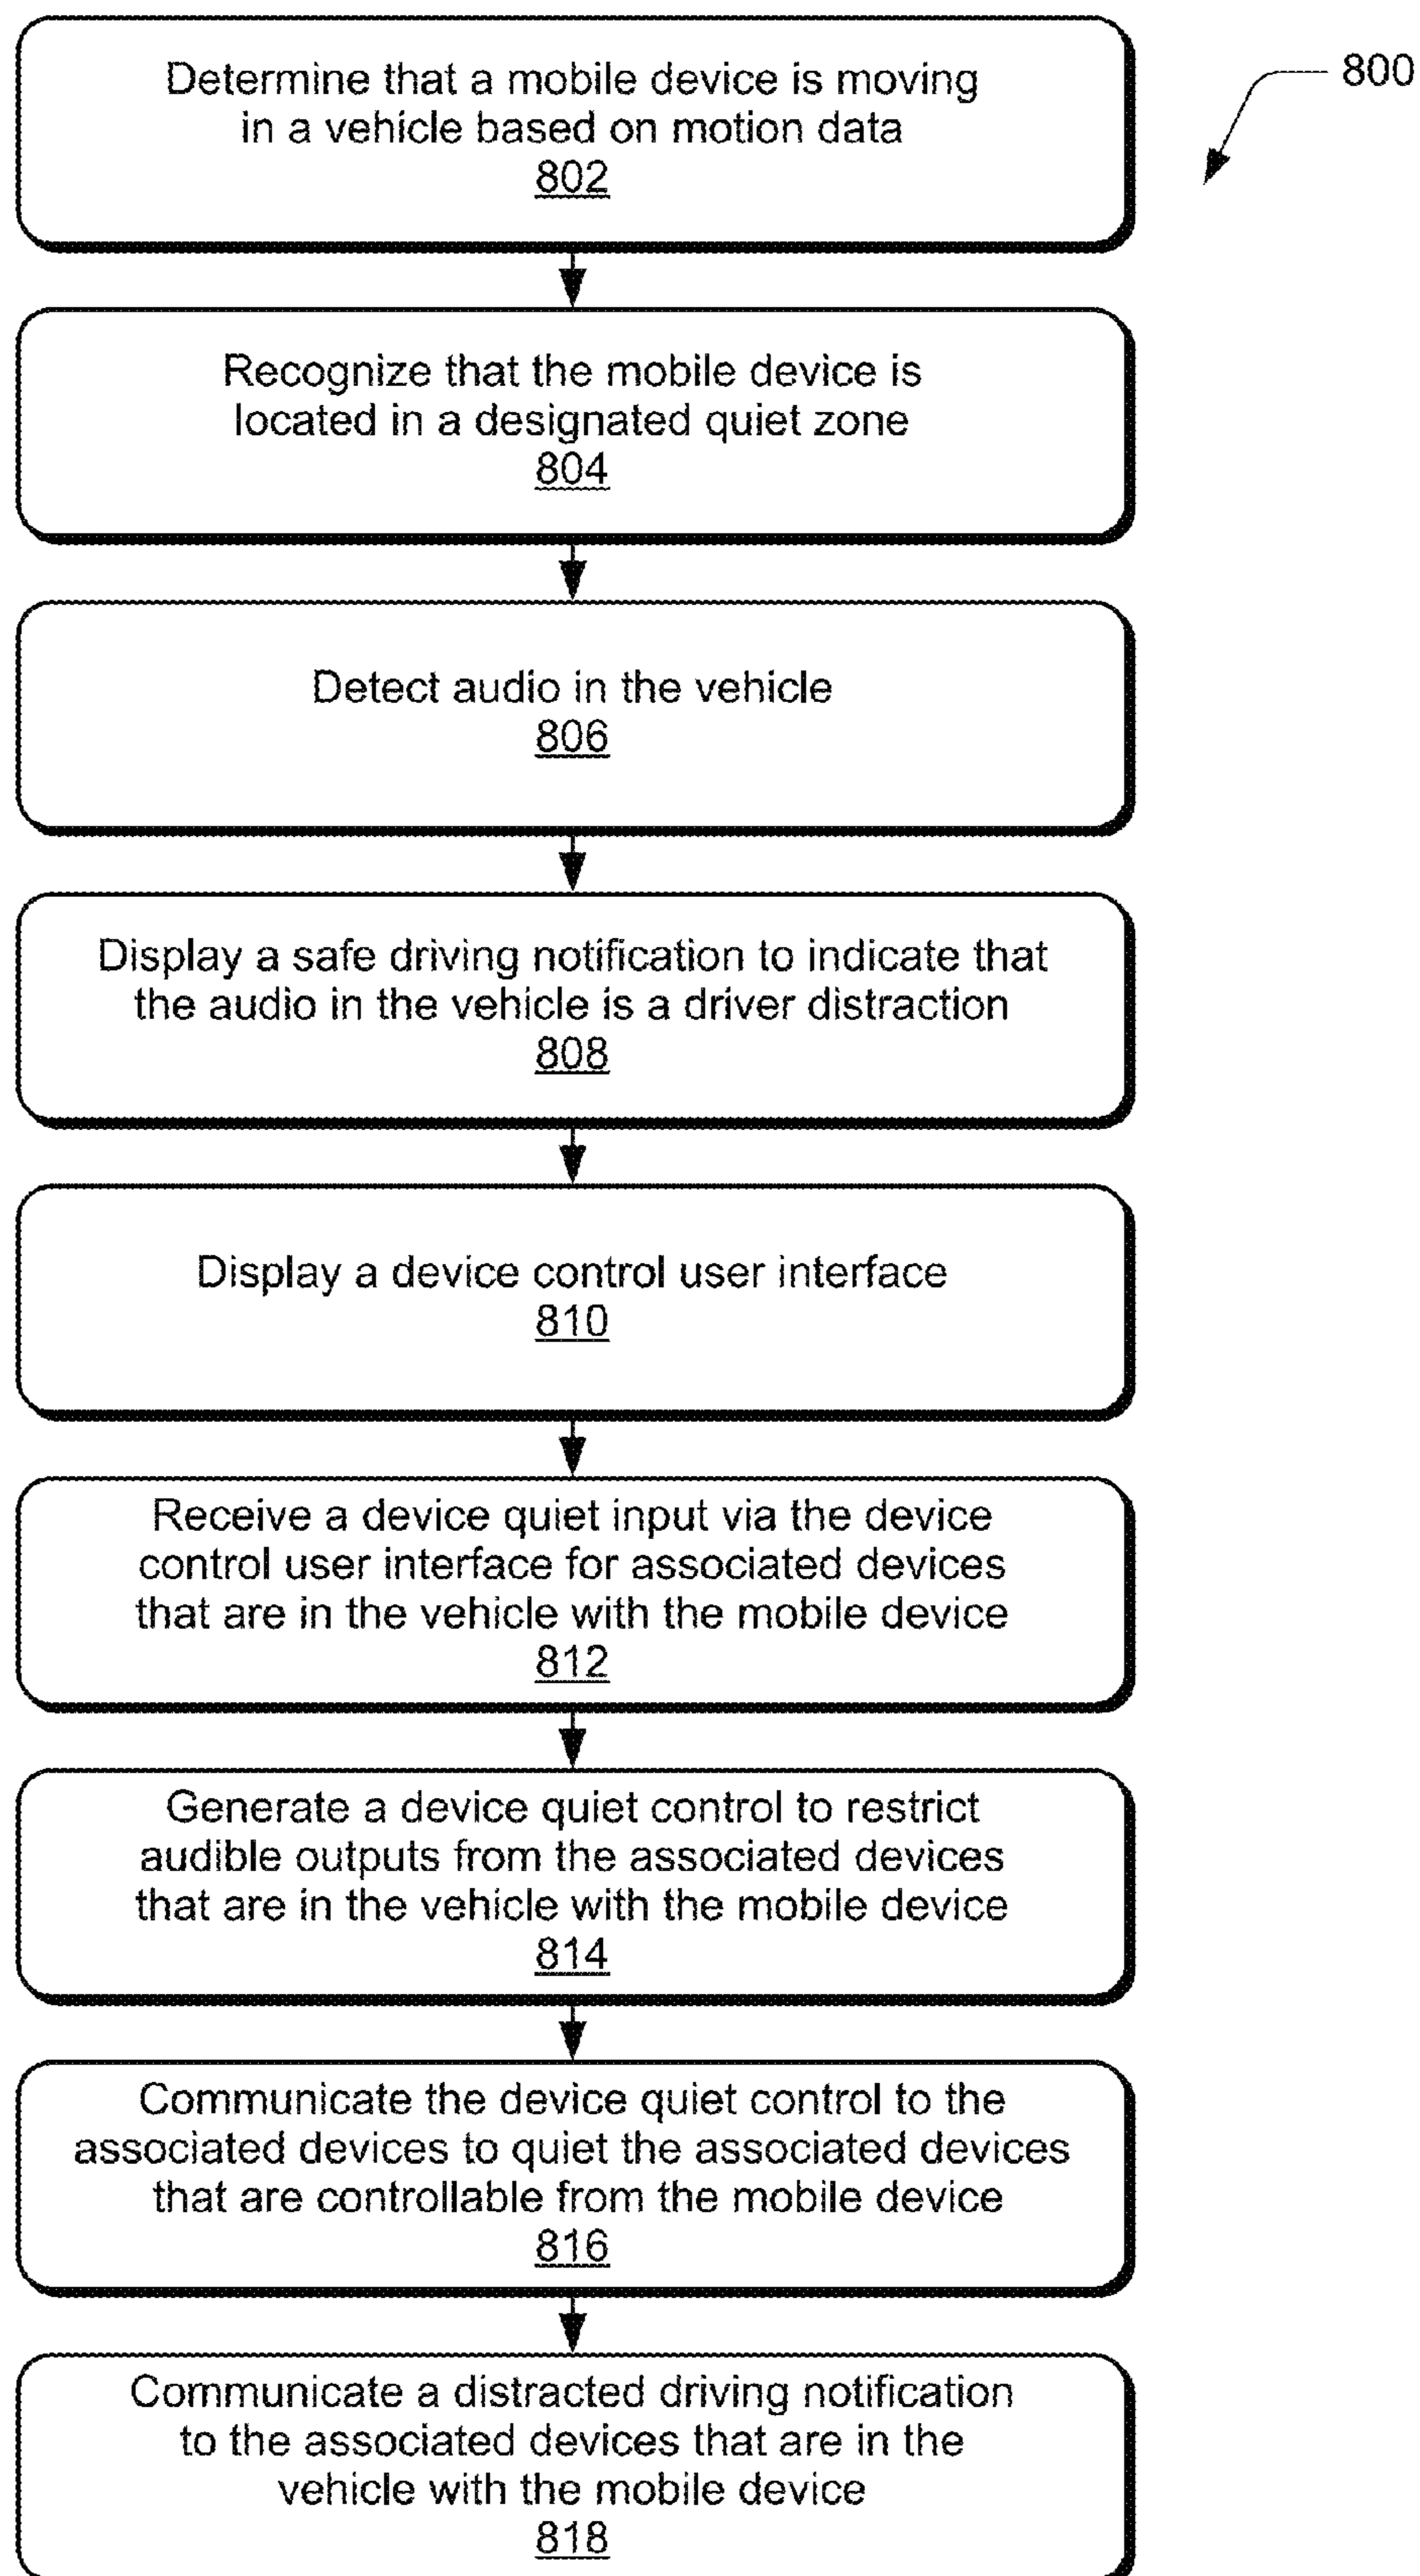 Determine that a mobile device is moving
in a vehicle based on motion data
802
800
Recognize that the mobile device is
located in a designated quiet zone
804
Detect audio in the vehicle
806
Display a safe driving notification to indicate that
the audio in the vehicle is a driver distraction
808
Display a device control user interface
810
Receive a device quiet input via the device
control user interface for associated devices
that are in the vehicle with the mobile device
812
Generate a device quiet control to restrict
audible outputs from the associated devices
that are in the vehicle with the mobile device
814
Communicate the device quiet control to the
associated devices to quiet the associated devices
that are controllable from the mobile device
816
Communicate a distracted driving notification
to the associated devices that are in the
vehicle with the mobile device
818